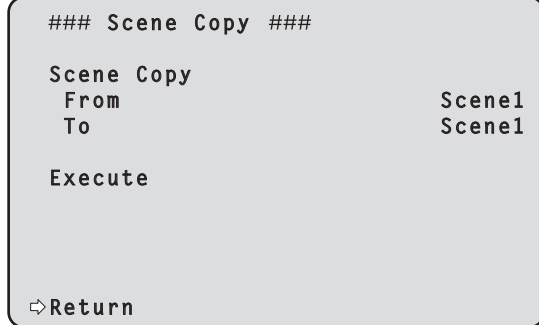 ### Scene Copy ###
Scene Copy
From Scene1
To Scene1
Execute
⇨Return